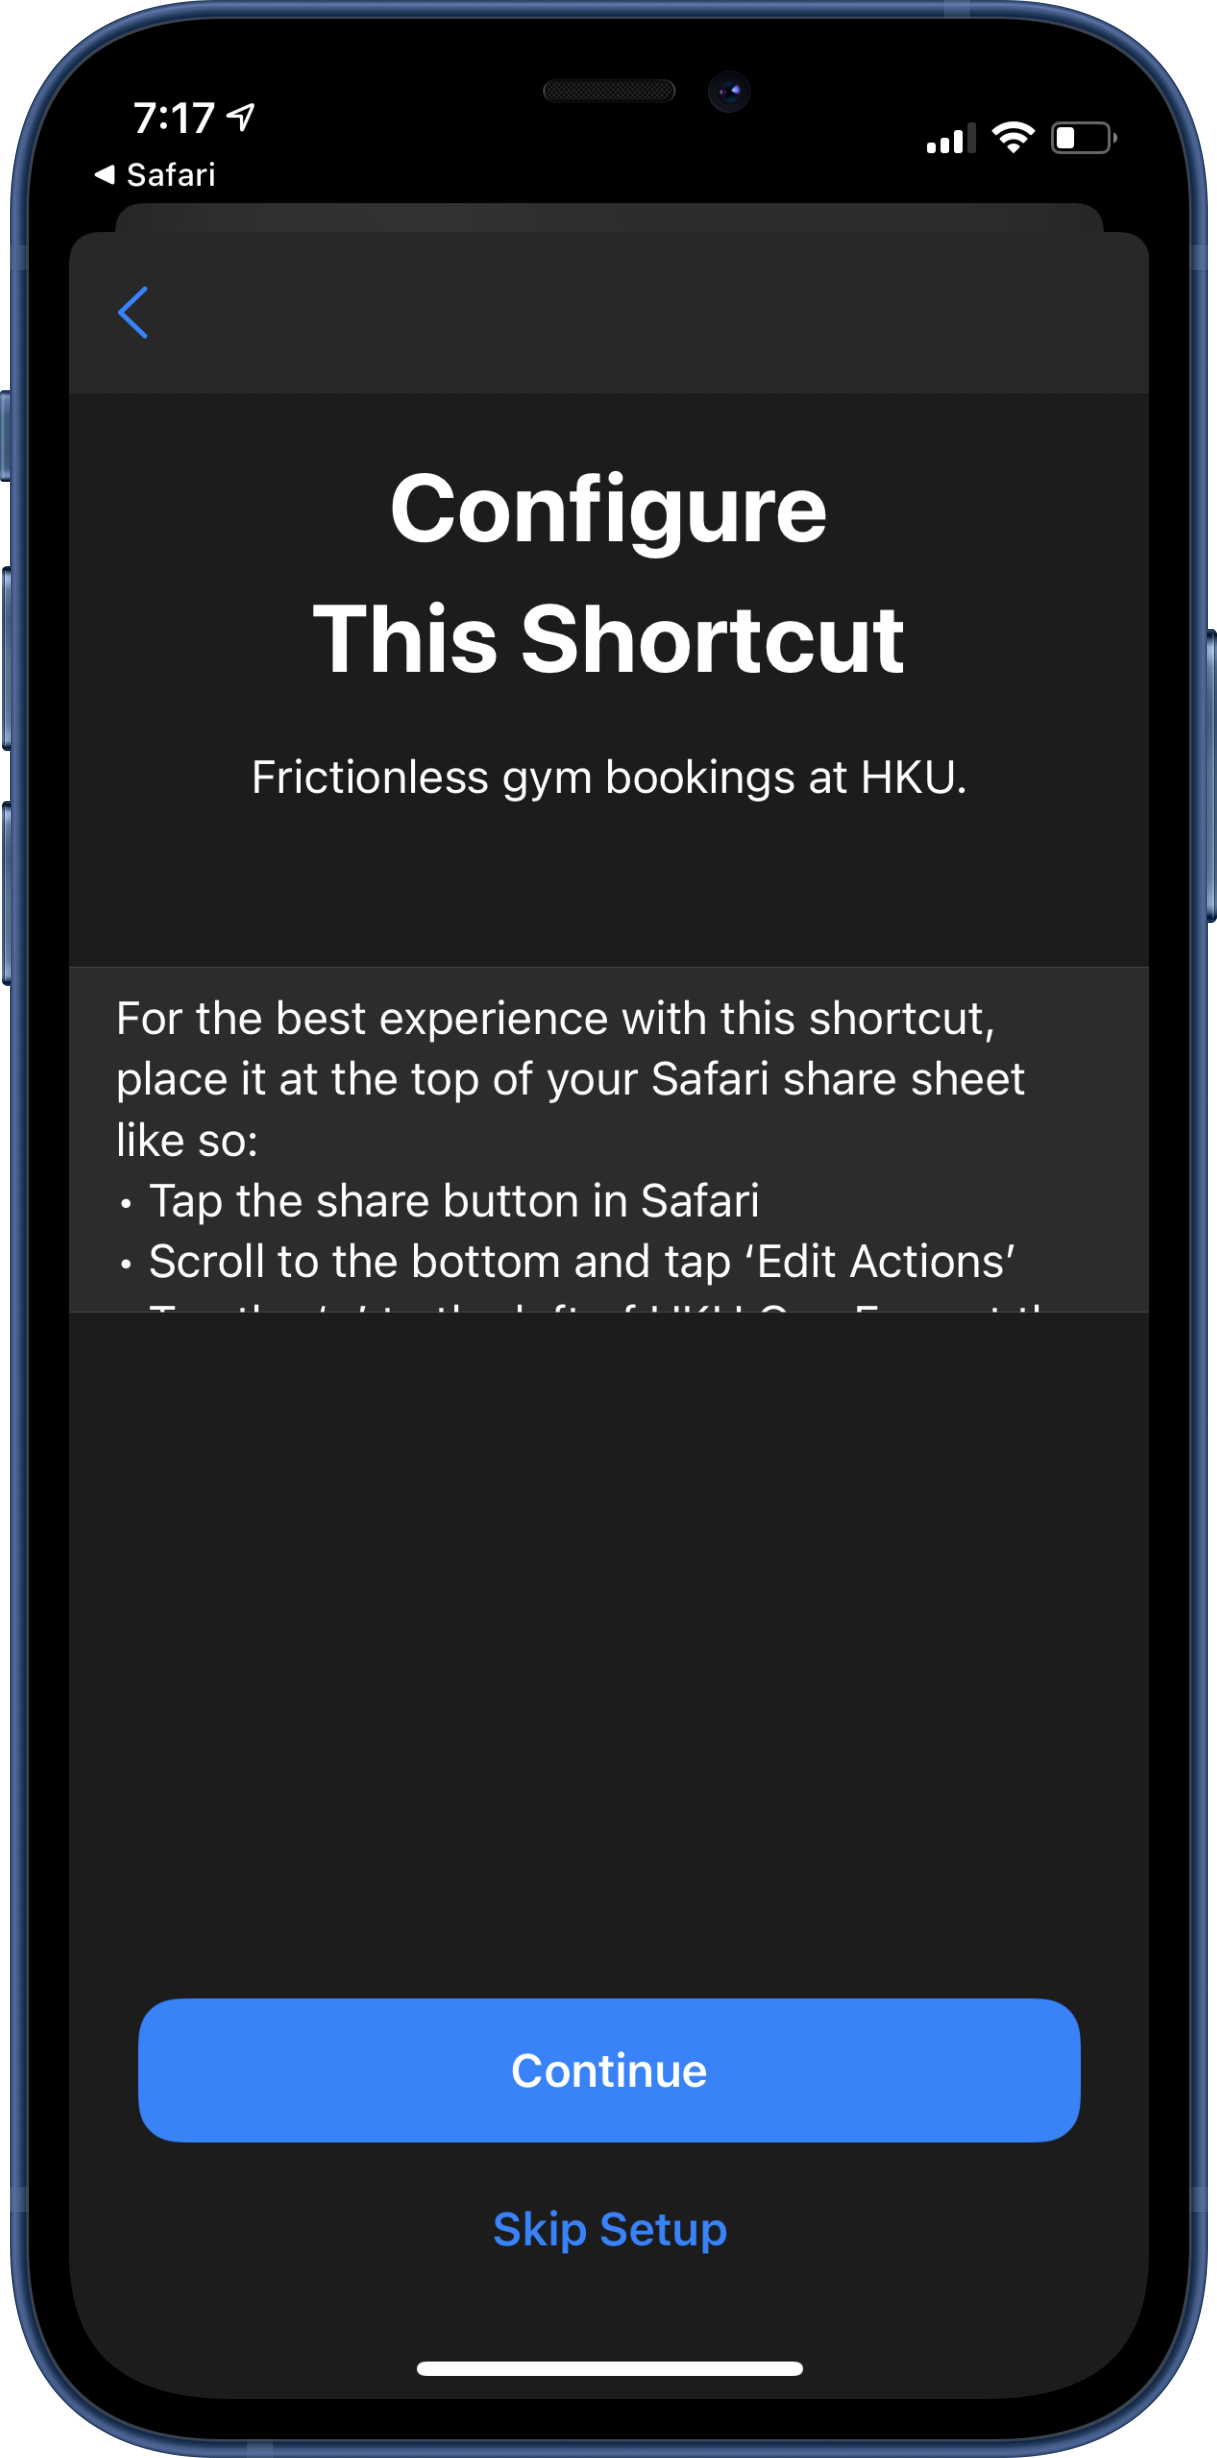 7:17
◀ Safari
Configure
This Shortcut
Frictionless gym bookings at HKU.
For the best experience with this shortcut,
place it at the top of your Safari share sheet
like so:
• Tap the share button in Safari
• Scroll to the bottom and tap ‘Edit Actions’
Continue
Skip Setup